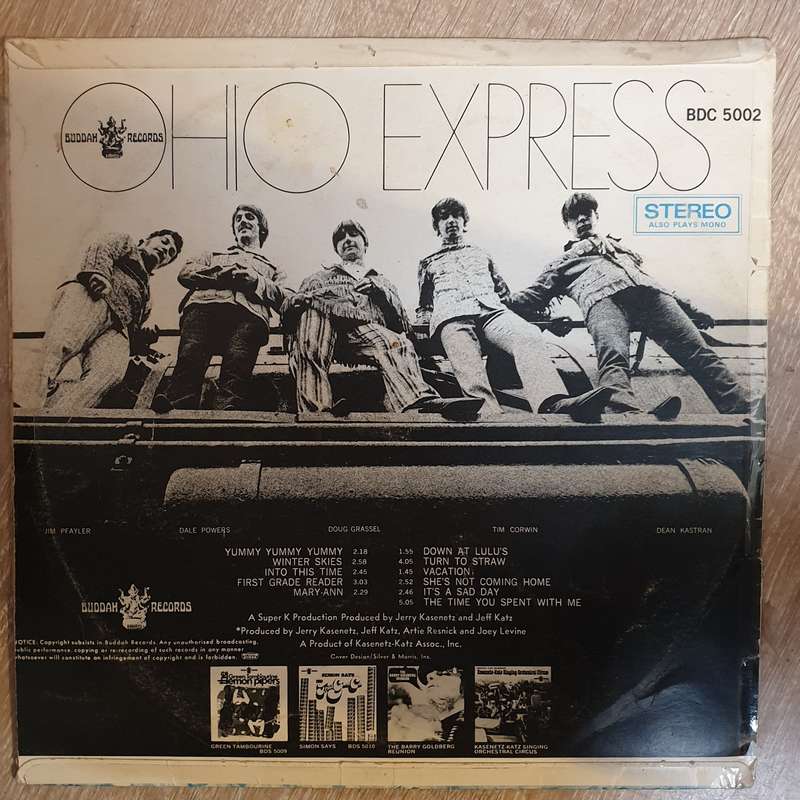 OHIO EXPRESS
BUDDAH RECORDS
BDC 5002
STEREO
ALSO PLAYS MONO
JIM PFAYLER
DALE POWERS
DOUG GRASSEL
TIM CORWIN
DEAN KASTRAN
YUMMY YUMMY YUMMY 2.18
WINTER SKIES 2.58
INTO THIS TIME 2.45
FIRST GRADE READER 3.03
MARY-ANN 2.29
1.55 DOWN AT LULU'S
4.05 TURN TO STRAW
1.45 VACATION
2.52 SHE'S NOT COMING HOME
2.46 IT'S A SAD DAY
5.05 THE TIME YOU SPENT WITH ME
BUDDAH RECORDS
A Super K Production Produced by Jerry Kasenetz and Jeff Katz
*Produced by Jerry Kasenetz, Jeff Katz, Artie Resnick and Joey Levine
A Product of Kasenetz-Katz Assoc., Inc.
Cover Design/Silver & Morris, Inc.
NOTICE: Copyright subsists in Buddah Records. Any unauthorised broadcasting,
public performance, copying or re-recording of such records in any manner
whatsoever will constitute an infringement of copyright and is forbidden.
Green Tambourine
lemon pipers
SIMON SAYS
GREEN TAMBOURINE
BDS 5009
SIMON SAYS BDS 5010
THE BARRY GOLDBERG
REUNION
KASENETZ-KATZ SINGING
ORCHESTRAL CIRCUS